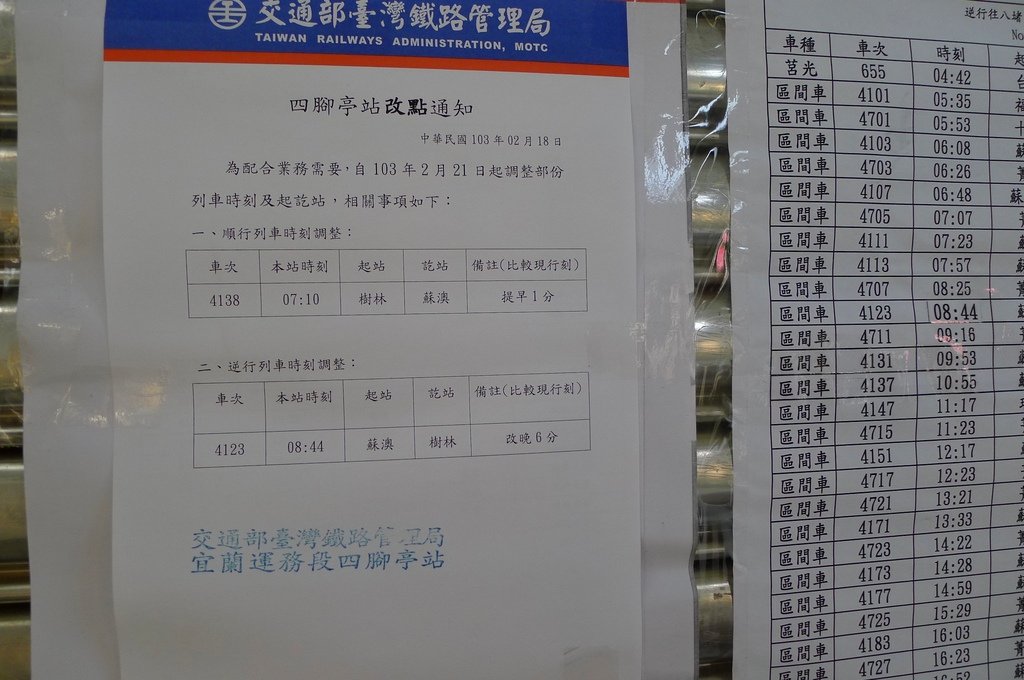 交通部臺灣鐵路管理局
TAIWAN RAILWAYS ADMINISTRATION, MOTC
四腳亭站改點通知
中華民國 103 年 02 月 18 日
為配合業務需要，自 103 年 2 月 21 日起調整部份
列車時刻及起訖站，相關事項如下：
一、順行列車時刻調整：
車次 本站時刻 起站 訖站 備註(比較現行刻)
4138 07:10 樹林 蘇澳 提早 1 分
二、逆行列車時刻調整：
車次 本站時刻 起站 訖站 備註(比較現行刻)
4123 08:44 蘇澳 樹林 改晚 6 分
交通部臺灣鐵路管理局
宜蘭運務段四腳亭站
逆行往八堵
No
車種 車次 時刻
莒光 655 04:42
區間車 4101 05:35
區間車 4701 05:53
區間車 4103 06:08
區間車 4703 06:26
區間車 4107 06:48
區間車 4705 07:07
區間車 4111 07:23
區間車 4113 07:57
區間車 4707 08:25
區間車 4123 08:44
區間車 4711 09:16
區間車 4131 09:53
區間車 4137 10:55
區間車 4147 11:17
區間車 4715 11:23
區間車 4151 12:17
區間車 4717 12:23
區間車 4721 13:21
區間車 4171 13:33
區間車 4723 14:22
區間車 4173 14:28
區間車 4177 14:59
區間車 4725 15:29
區間車 4183 16:03
區間車 4727 16:23